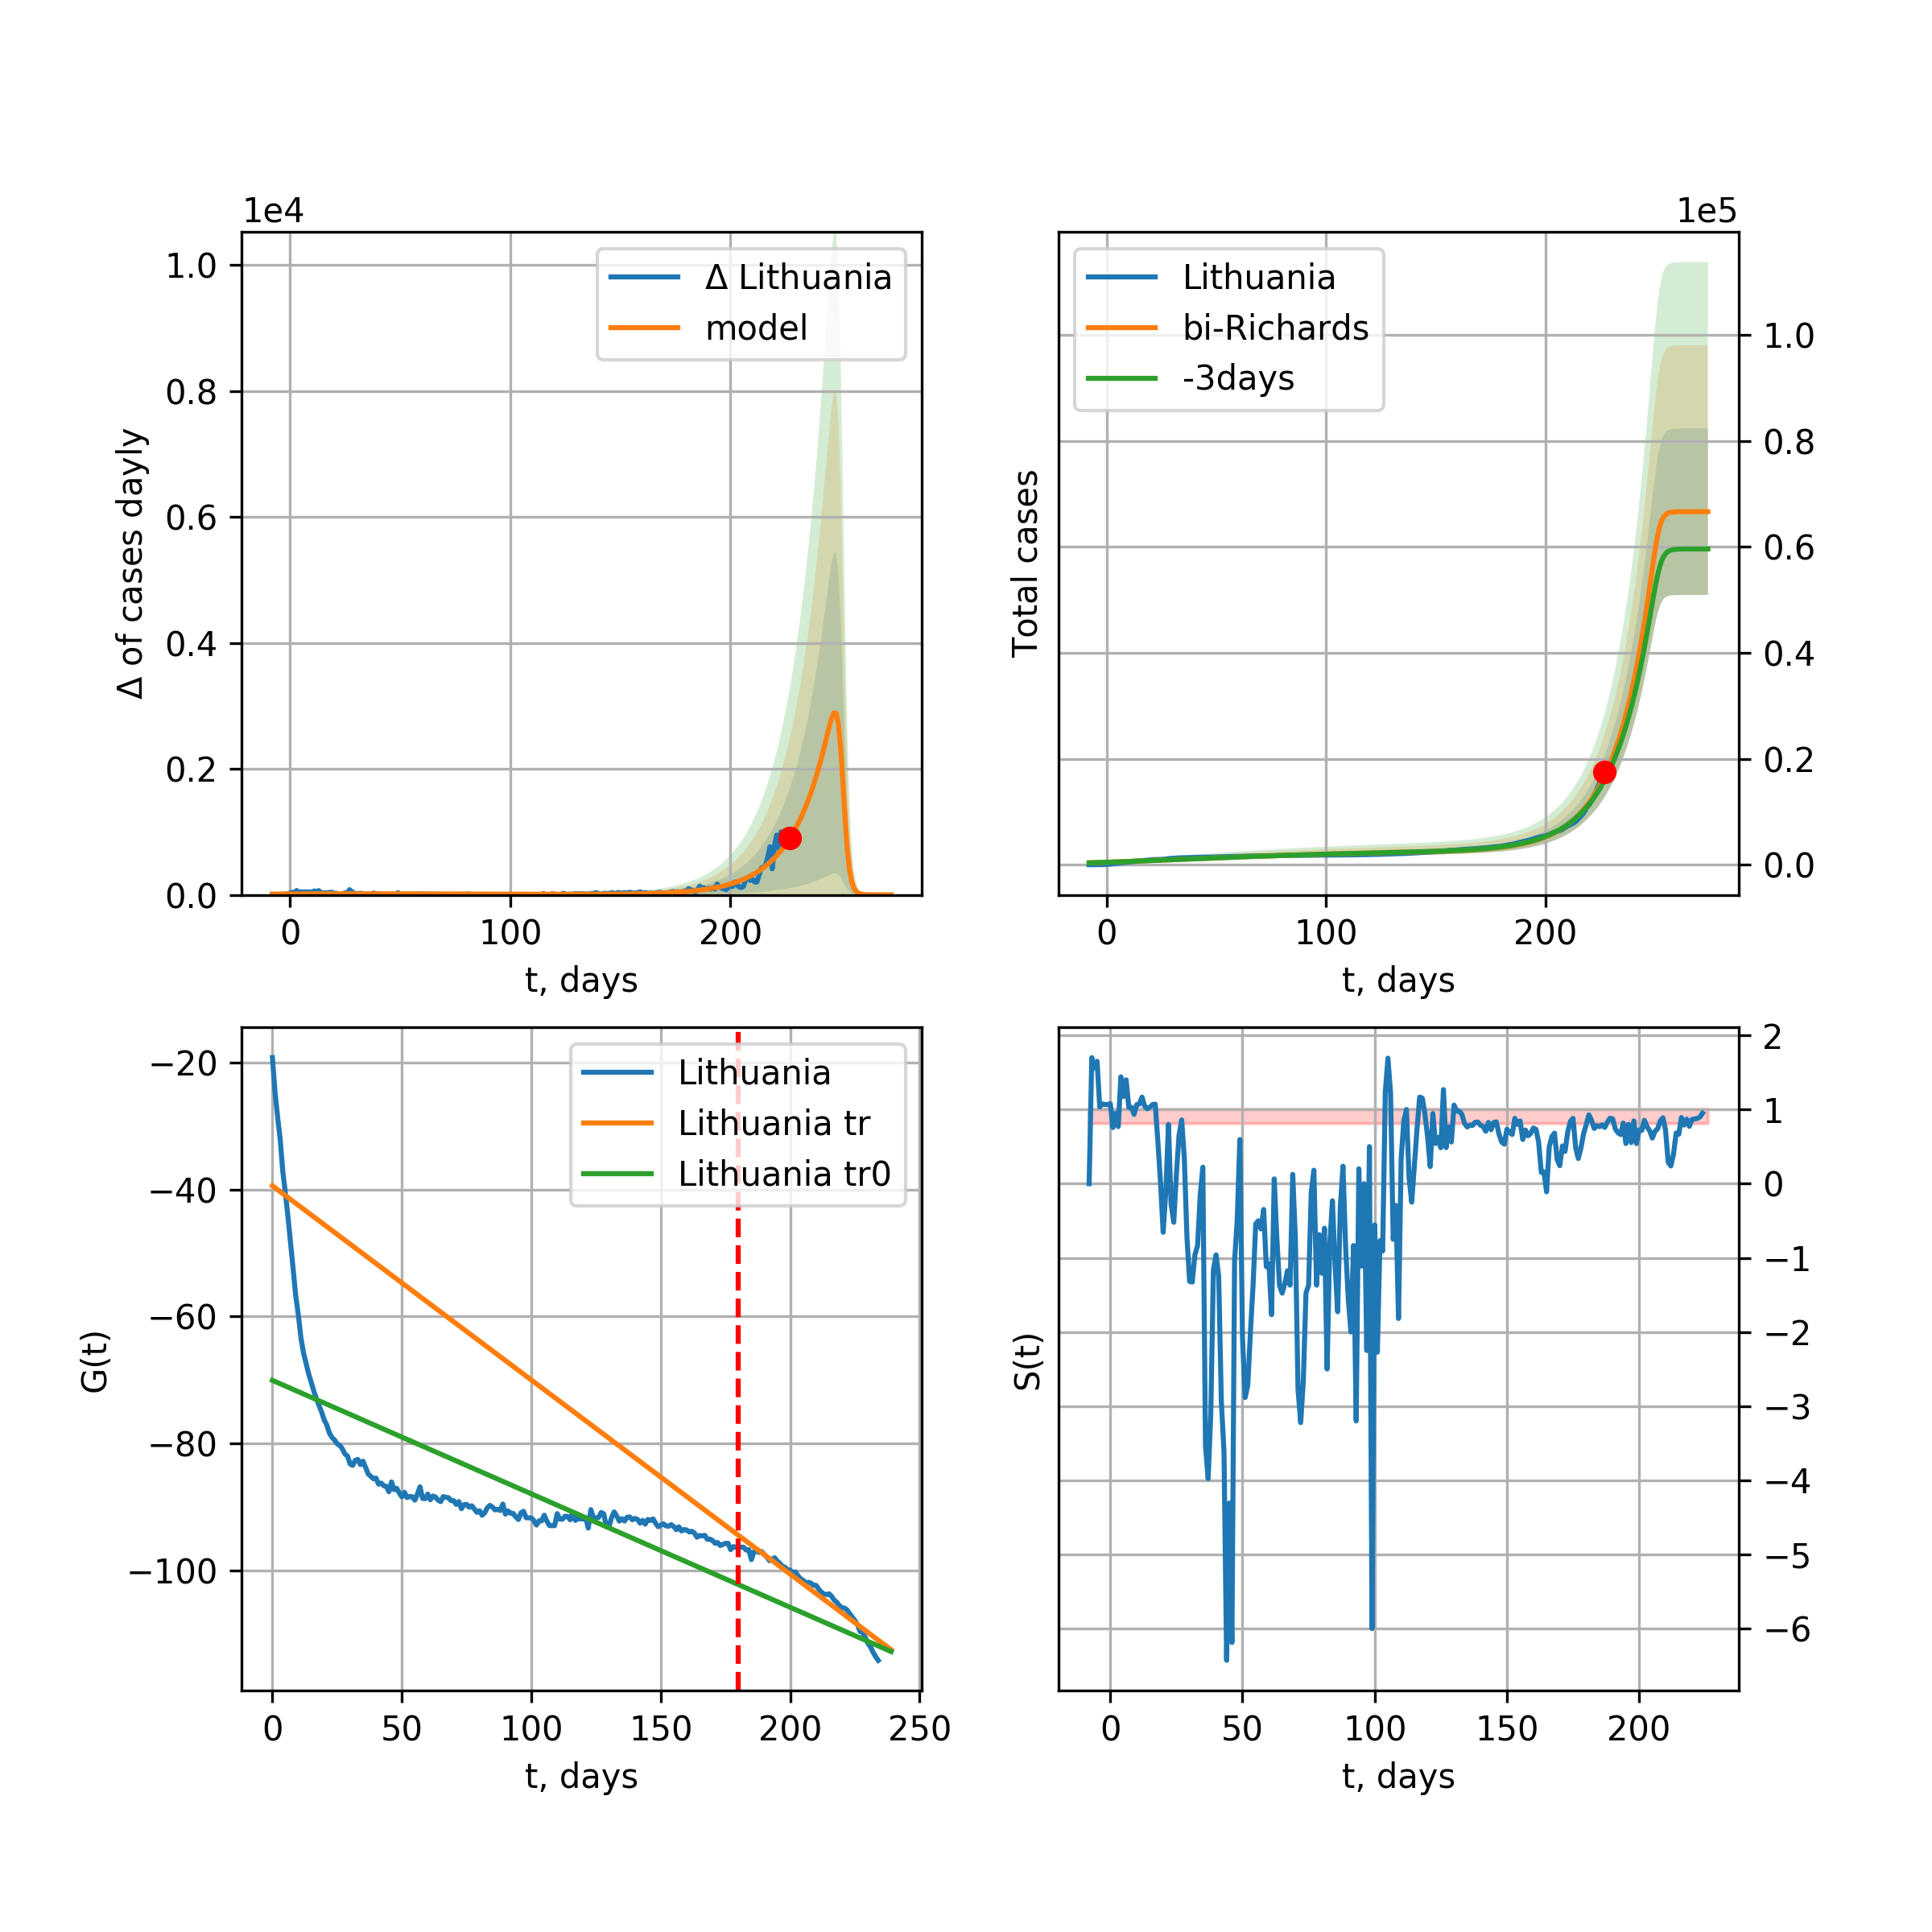 1e4
1.0
0.8
0.6
0.4
0.2
0.0
Δ of cases dayly
Δ Lithuania
model
0
100
200
t, days
1e5
Total cases
Lithuania
bi-Richards
-3days
1.0
0.8
0.6
0.4
0.2
0.0
0
100
200
t, days
−20
−40
−60
−80
−100
G(t)
Lithuania
Lithuania tr
Lithuania tr0
0
50
100
150
200
250
t, days
S(t)
2
1
0
−1
−2
−3
−4
−5
−6
0
50
100
150
200
t, days